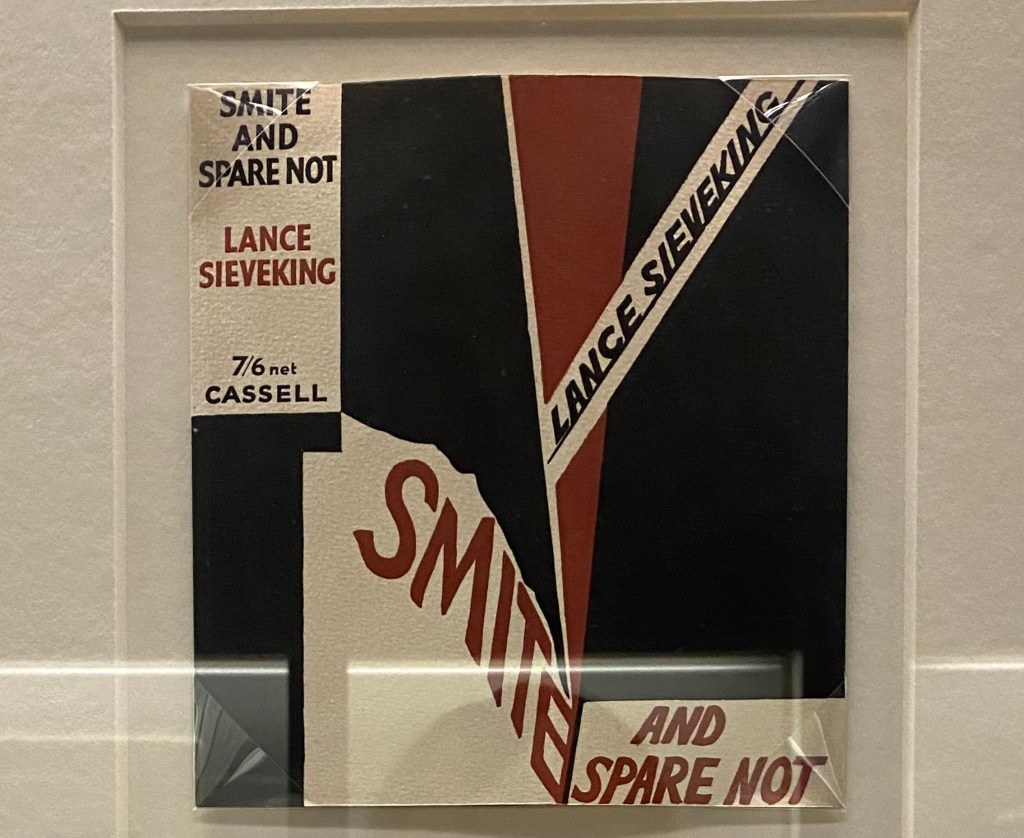 SMITE
AND
SPARE NOT
LANCE
SIEVEKING
7/6 net
CASSELL
LANCE SIEVEKING
SMITE
AND
SPARE NOT